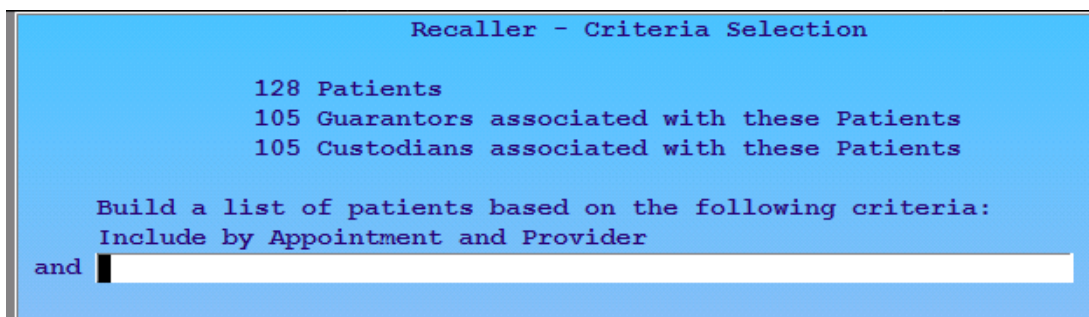 Recaller - Criteria Selection
128 Patients
105 Guarantors associated with these Patients
105 Custodians associated with these Patients
Build a list of patients based on the following criteria:
Include by Appointment and Provider
and